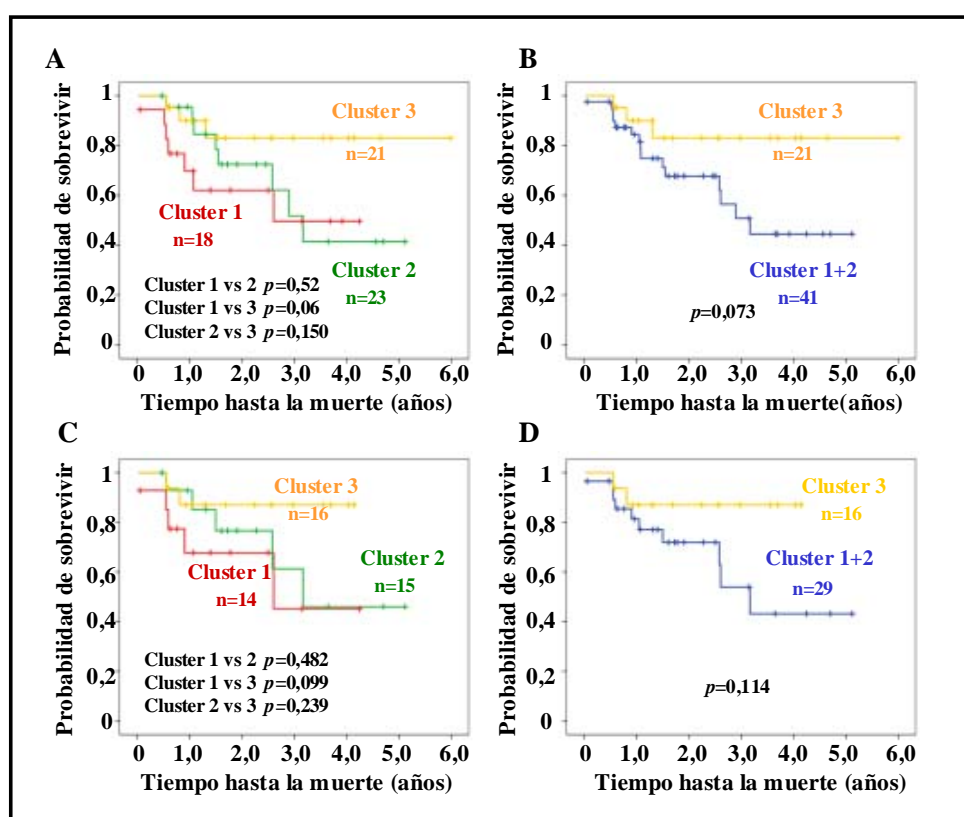 A
Probabilidad de sobrevivir
1
0,8
0,6
0,4
0,2
0
Cluster 3
n=21
Cluster 1
n=18
Cluster 2
n=23
Cluster 1 vs 2 p=0,52
Cluster 1 vs 3 p=0,06
Cluster 2 vs 3 p=0,150
0 1,0 2,0 3,0 4,0 5,0 6,0
Tiempo hasta la muerte (años)
B
Probabilidad de sobrevivir
1
0,8
0,6
0,4
0,2
0
Cluster 3
n=21
Cluster 1+2
n=41
p=0,073
0 1,0 2,0 3,0 4,0 5,0 6,0
Tiempo hasta la muerte(años)
C
Probabilidad de sobrevivir
1
0,8
0,6
0,4
0,2
0
Cluster 3
n=16
Cluster 1
n=14
Cluster 2
n=15
Cluster 1 vs 2 p=0,482
Cluster 1 vs 3 p=0,099
Cluster 2 vs 3 p=0,239
0 1,0 2,0 3,0 4,0 5,0 6,0
Tiempo hasta la muerte (años)
D
Probabilidad de sobrevivir
1
0,8
0,6
0,4
0,2
0
Cluster 3
n=16
Cluster 1+2
n=29
p=0,114
0 1,0 2,0 3,0 4,0 5,0 6,0
Tiempo hasta la muerte (años)